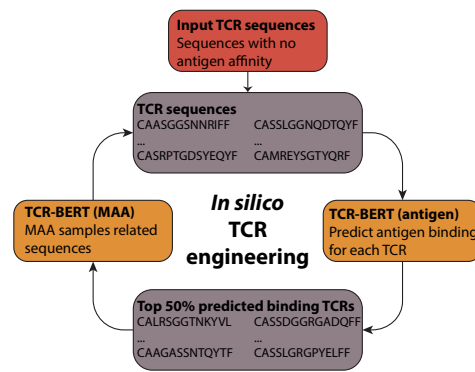 Input TCR sequences
Sequences with no
antigen affinity
TCR sequences
CAASGGSNNRIFF CASSLGGNQDTQYF
... ...
CASRPTGDSYEQYF CAMREYSGTYQRF
TCR-BERT (MAA)
MAA samples related
sequences
In silico
TCR
engineering
TCR-BERT (antigen)
Predict antigen binding
for each TCR
Top 50% predicted binding TCRs
CALRSGGTNKYVL CASSDGGRGADQFF
... ...
CAAGASSNTQYTF CASSLGRGPYELFF